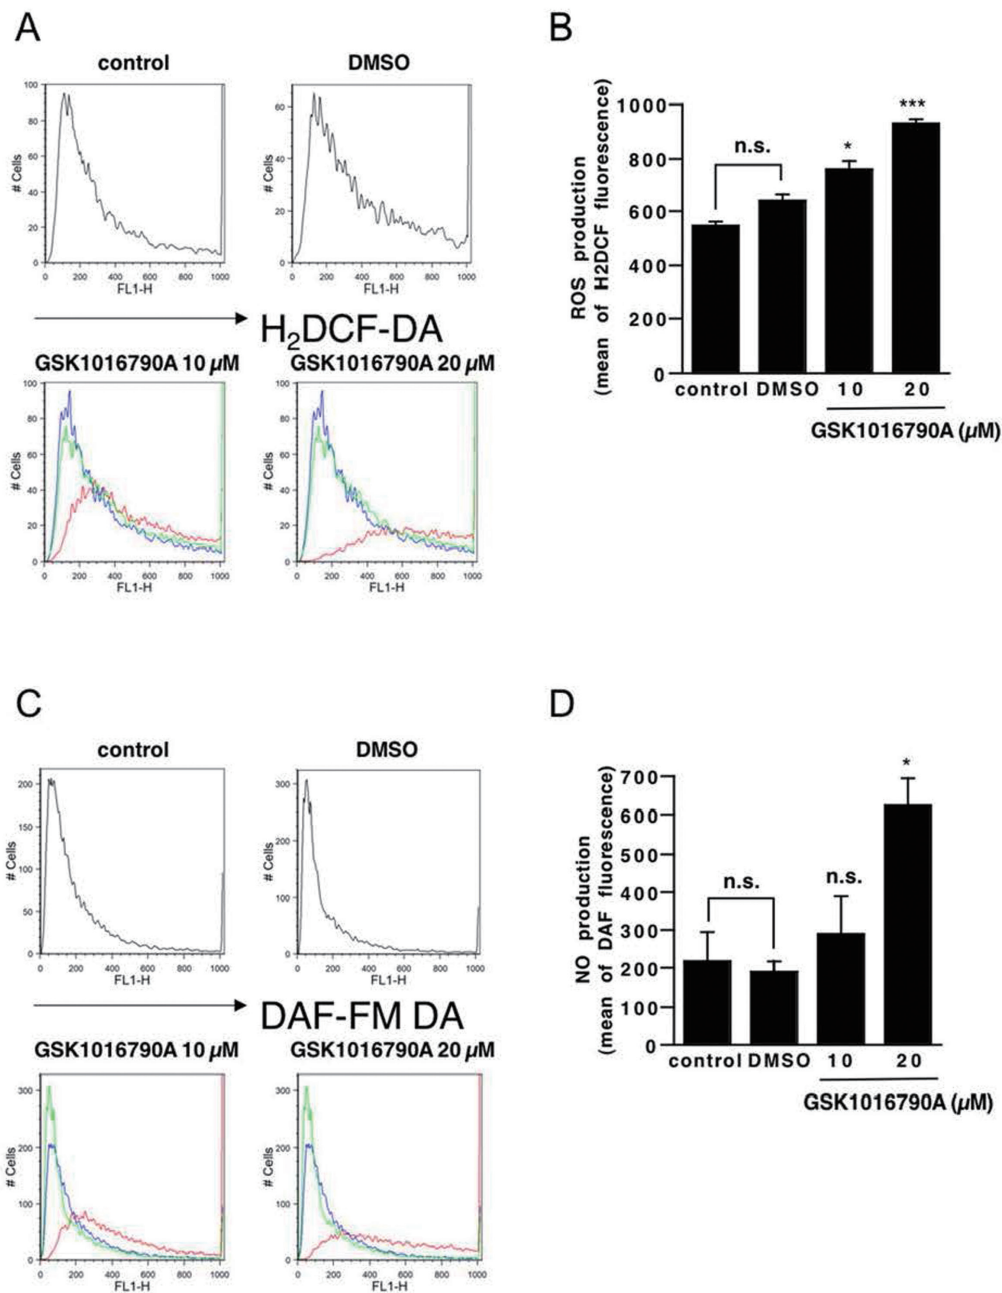 A
control
DMSO
100
80
60
40
20
0
# Cells
0 200 400 600 800 1000
FL1-H
60
40
20
0
# Cells
0 200 400 600 800 1000
FL1-H
H2DCF-DA
GSK1016790A 10 µM
GSK1016790A 20 µM
100
80
60
40
20
0
# Cells
0 200 400 600 800 1000
FL1-H
100
80
60
40
20
0
# Cells
0 200 400 600 800 1000
FL1-H
B
ROS production
(mean of H2DCF fluorescence)
1000
800
600
400
200
0
n.s.
*
***
control DMSO 10 20
GSK1016790A (µM)
C
control
DMSO
200
150
100
50
0
# Cells
0 200 400 600 800 1000
FL1-H
300
200
100
0
# Cells
0 200 400 600 800 1000
FL1-H
DAF-FM DA
GSK1016790A 10 µM
GSK1016790A 20 µM
300
200
100
0
# Cells
0 200 400 600 800 1000
FL1-H
300
200
100
0
# Cells
0 200 400 600 800 1000
FL1-H
D
NO production
(mean of DAF fluorescence)
700
600
500
400
300
200
100
0
n.s.
n.s.
*
control DMSO 10 20
GSK1016790A (µM)